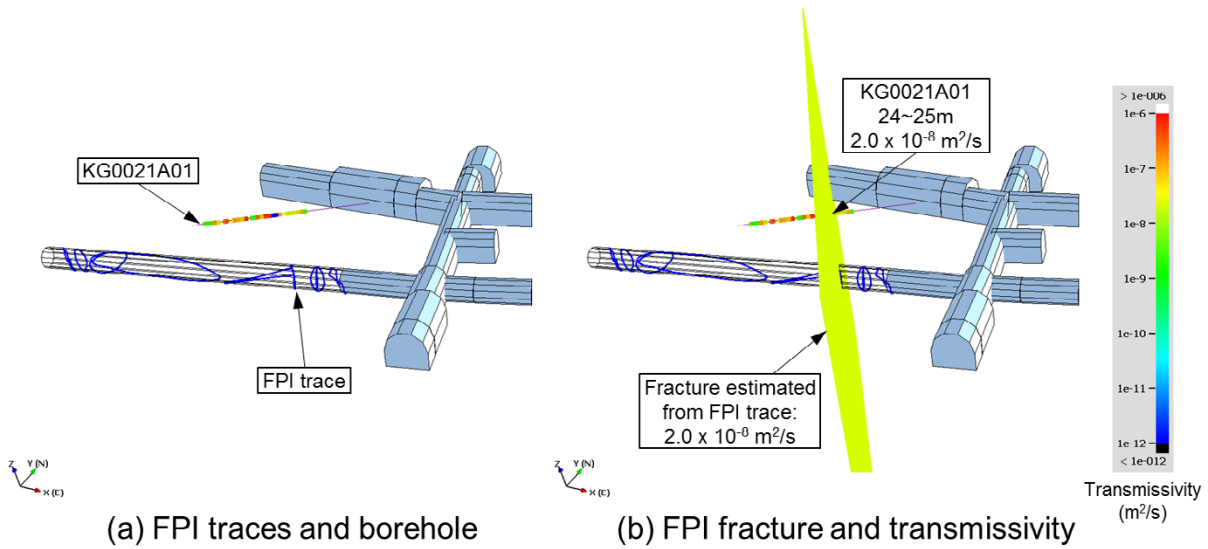 KG0021A01
FPI trace
Z
Y (N)
X (E)
(a) FPI traces and borehole
KG0021A01
24~25m
2.0 x 10⁻⁸ m²/s
Fracture estimated
from FPI trace:
2.0 x 10⁻⁸ m²/s
Z
Y (N)
X (E)
(b) FPI fracture and transmissivity
> 1e-006
1e-6
1e-7
1e-8
1e-9
1e-10
1e-11
1e-12
< 1e-012
Transmissivity
(m²/s)